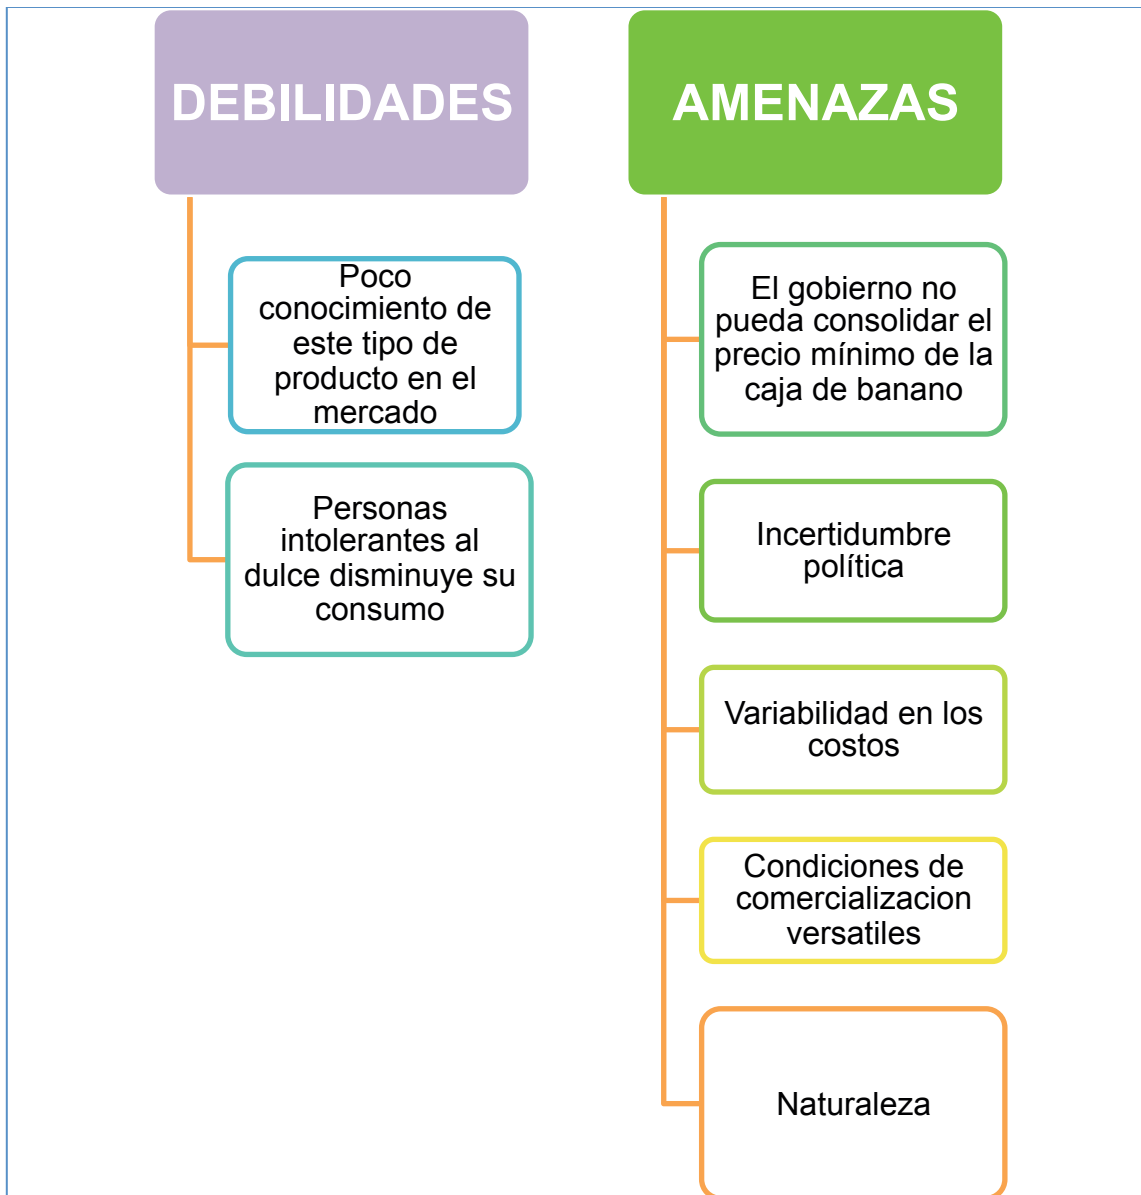 DEBILIDADES
Poco
conocimiento de
este tipo de
producto en el
mercado
Personas
intolerantes al
dulce disminuye su
consumo
AMENAZAS
El gobierno no
pueda consolidar el
precio mínimo de la
caja de banano
Incertidumbre
política
Variabilidad en los
costos
Condiciones de
comercializacion
versatiles
Naturaleza